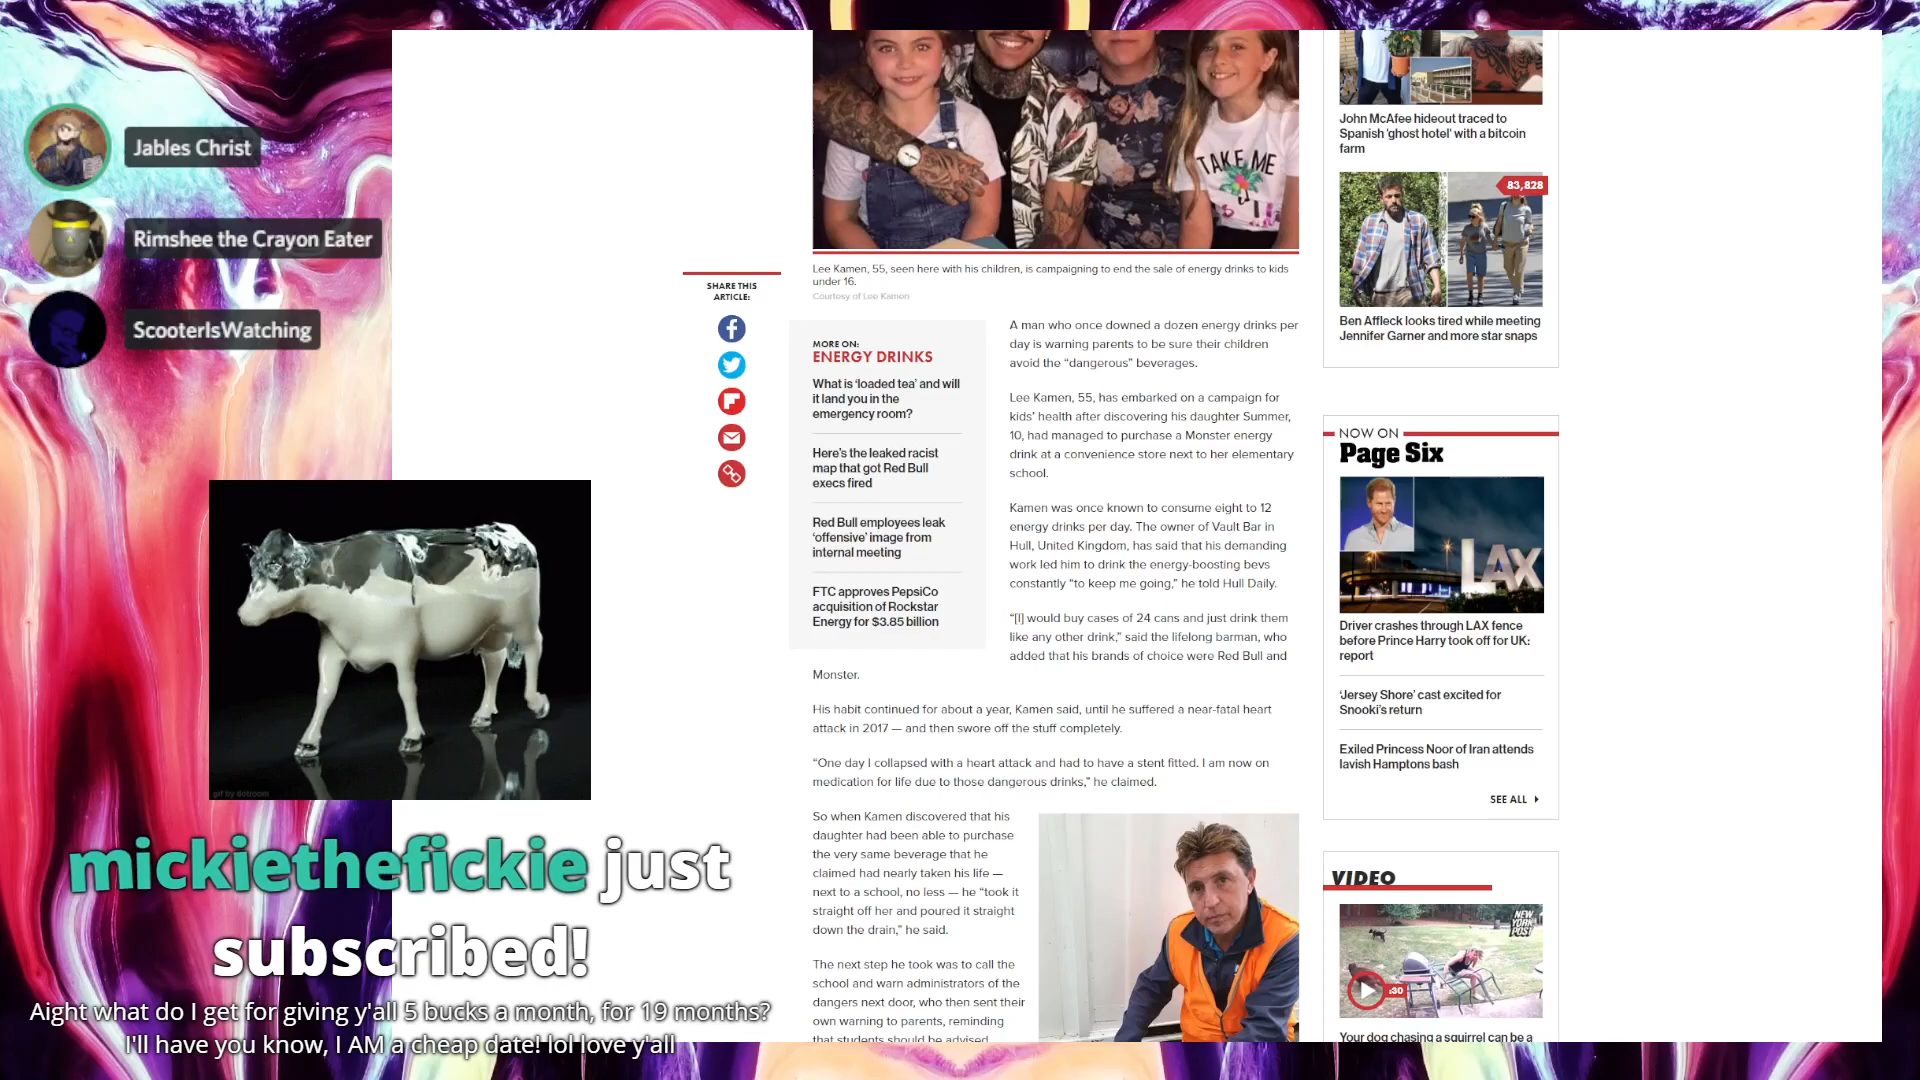 Jables Christ
Rimshee the Crayon Eater
ScooterIsWatching
gif by dotroom
mickiethefickie just
subscribed!
Aight what do I get for giving y'all 5 bucks a month, for 19 months?
I'll have you know, I AM a cheap date! lol love y'all
SHARE THIS
ARTICLE:
TAKE ME
Lee Kamen, 55, seen here with his children, is campaigning to end the sale of energy drinks to kids
under 16.
Courtesy of Lee Kamen
MORE ON:
ENERGY DRINKS
What is ‘loaded tea’ and will
it land you in the
emergency room?
Here’s the leaked racist
map that got Red Bull
execs fired
Red Bull employees leak
‘offensive’ image from
internal meeting
FTC approves PepsiCo
acquisition of Rockstar
Energy for $3.85 billion
A man who once downed a dozen energy drinks per
day is warning parents to be sure their children
avoid the “dangerous” beverages.
Lee Kamen, 55, has embarked on a campaign for
kids’ health after discovering his daughter Summer,
10, had managed to purchase a Monster energy
drink at a convenience store next to her elementary
school.
Kamen was once known to consume eight to 12
energy drinks per day. The owner of Vault Bar in
Hull, United Kingdom, has said that his demanding
work led him to drink the energy-boosting bevs
constantly “to keep me going,” he told Hull Daily.
“[I] would buy cases of 24 cans and just drink them
like any other drink,” said the lifelong barman, who
added that his brands of choice were Red Bull and
Monster.
His habit continued for about a year, Kamen said, until he suffered a near-fatal heart
attack in 2017 — and then swore off the stuff completely.
“One day I collapsed with a heart attack and had to have a stent fitted. I am now on
medication for life due to those dangerous drinks,” he claimed.
So when Kamen discovered that his
daughter had been able to purchase
the very same beverage that he
claimed had nearly taken his life —
next to a school, no less — he “took it
straight off her and poured it straight
down the drain,” he said.
The next step he took was to call the
school and warn administrators of the
dangers next door, who then sent their
own warning to parents, reminding
that students should be advised
John McAfee hideout traced to
Spanish ‘ghost hotel’ with a bitcoin
farm
83,828
Ben Affleck looks tired while meeting
Jennifer Garner and more star snaps
NOW ON
Page Six
LAX
Driver crashes through LAX fence
before Prince Harry took off for UK:
report
‘Jersey Shore’ cast excited for
Snooki’s return
Exiled Princess Noor of Iran attends
lavish Hamptons bash
SEE ALL
VIDEO
NEW
YORK
POST
:30
Your dog chasing a squirrel can be a